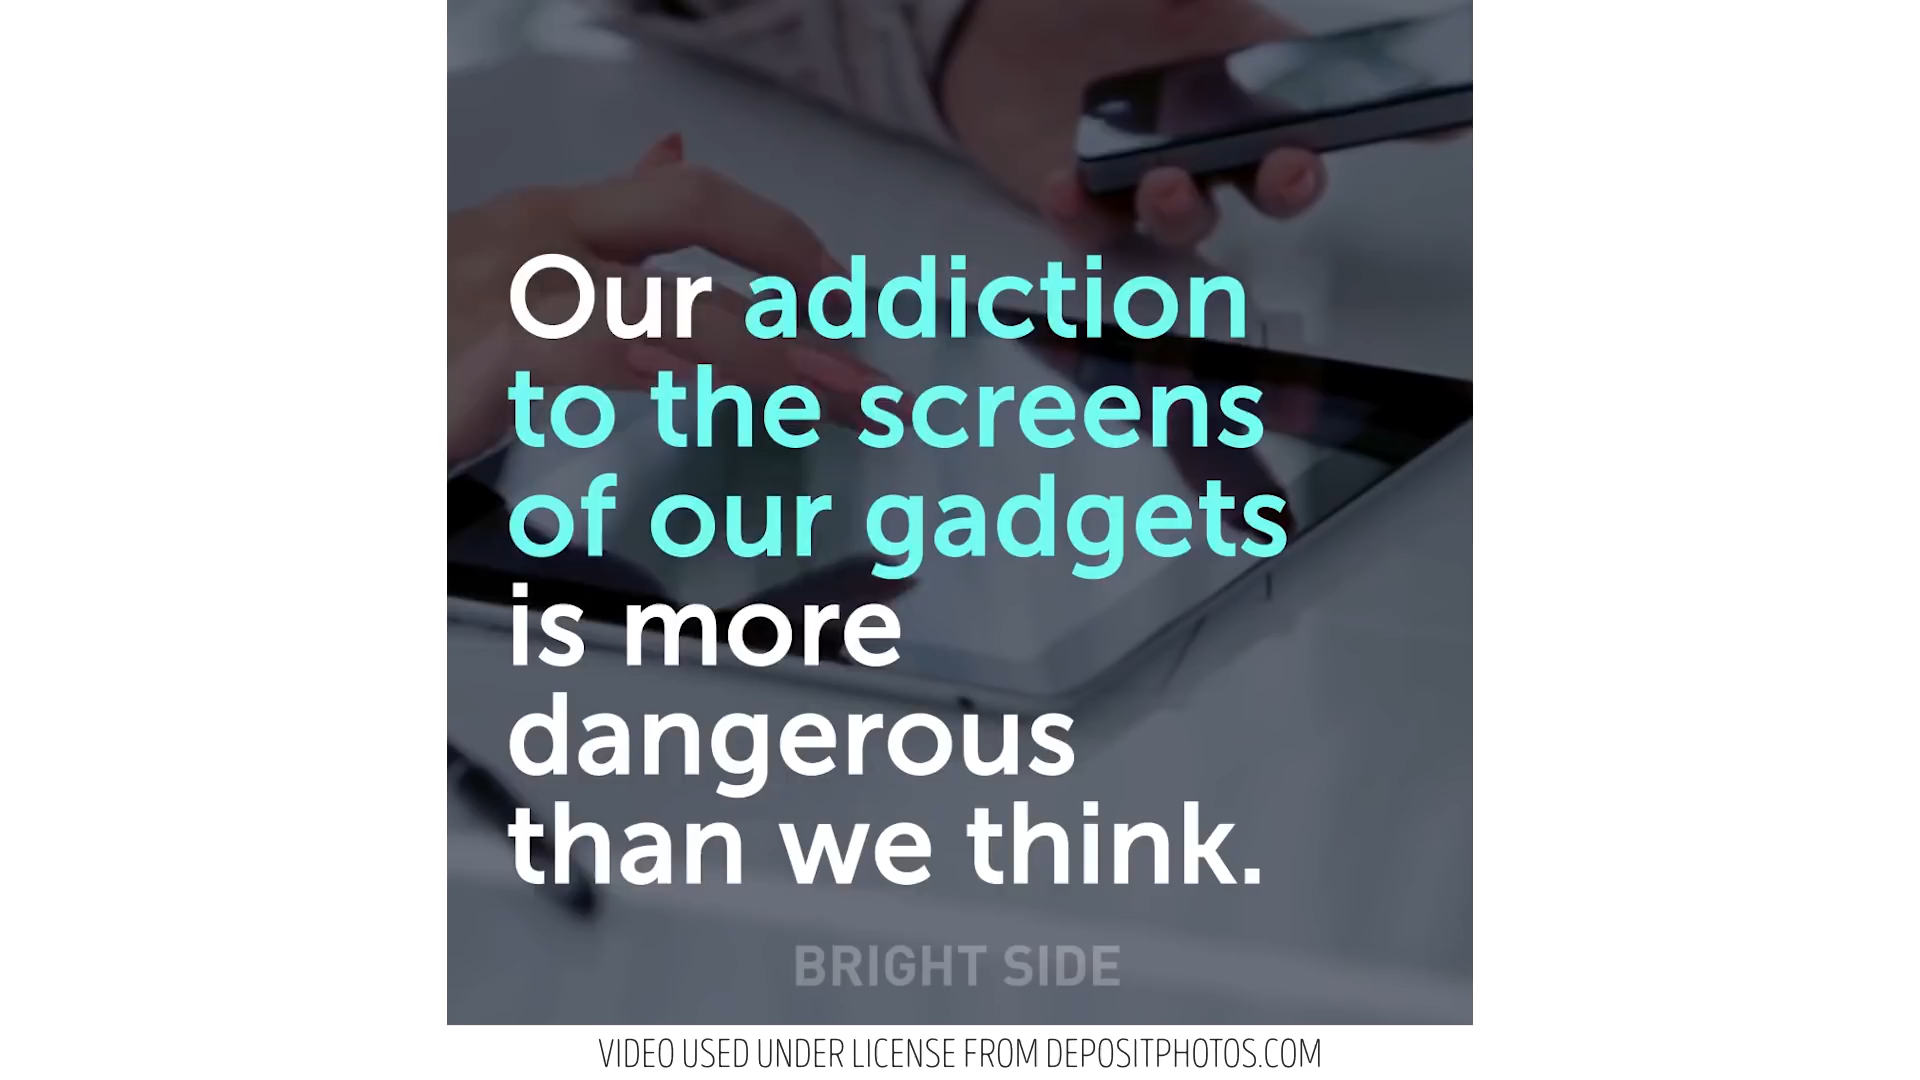 Our addiction
to the screens
of our gadgets
is more
dangerous
than we think.
BRIGHT SIDE
VIDEO USED UNDER LICENSE FROM DEPOSITPHOTOS.COM